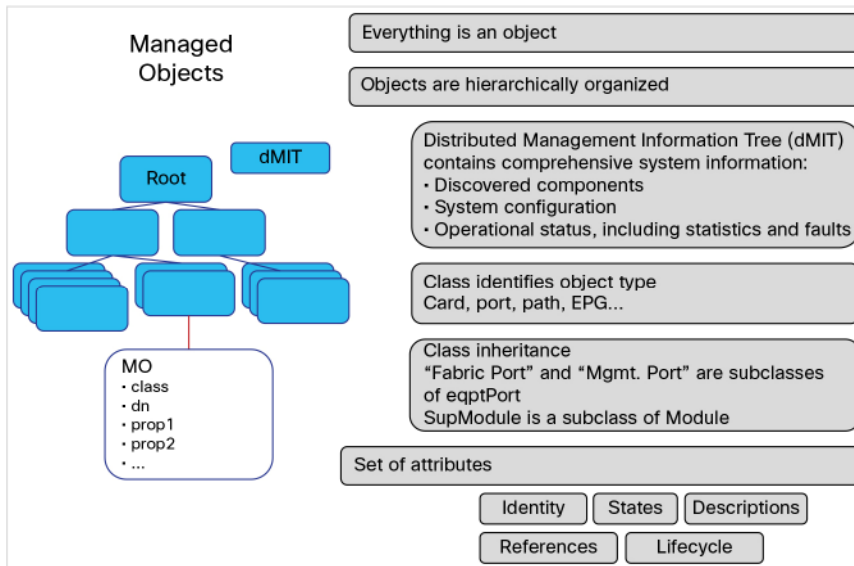 Managed
Objects
dMIT
Root
MO
• class
• dn
• prop1
• prop2
• ...
Everything is an object
Objects are hierarchically organized
Distributed Management Information Tree (dMIT)
contains comprehensive system information:
• Discovered components
• System configuration
• Operational status, including statistics and faults
Class identifies object type
Card, port, path, EPG...
Class inheritance
“Fabric Port” and “Mgmt. Port” are subclasses
of eqptPort
SupModule is a subclass of Module
Set of attributes
Identity
States
Descriptions
References
Lifecycle